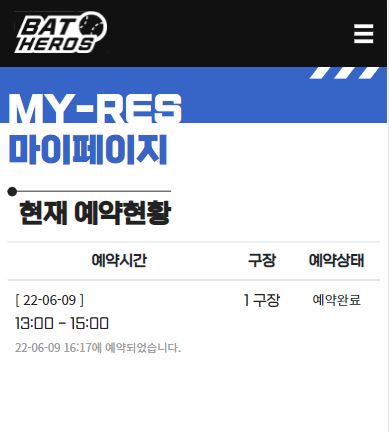 BAT
HEROS
MY-RES
마이페이지
현재 예약현황
예약시간 구장 예약상태
[ 22-06-09 ] 1 구장 예약완료
13:00 - 15:00
22-06-09 16:17에 예약되었습니다.